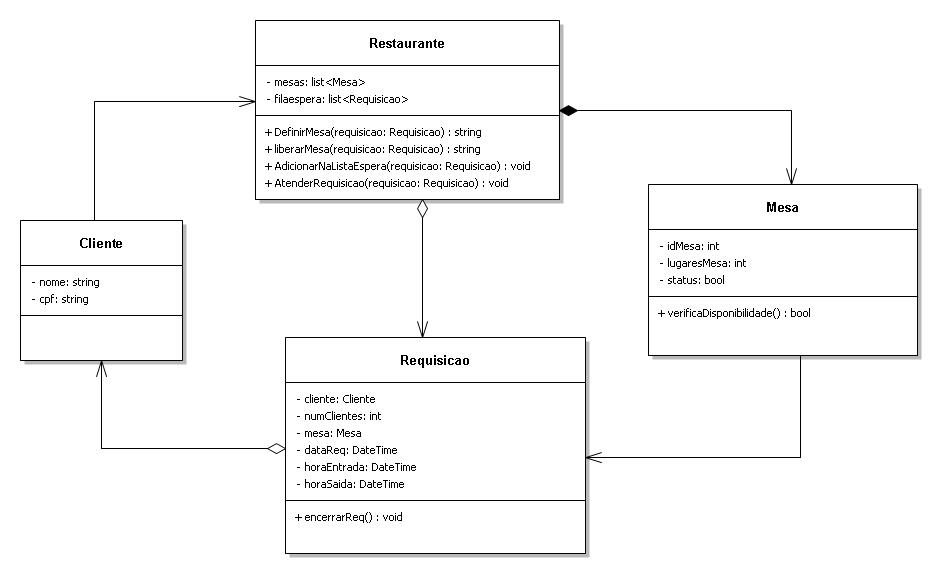 Restaurante
- mesas: list<Mesa>
- filaespera: list<Requisicao>
+ DefinirMesa(requisicao: Requisicao) : string
+ liberarMesa(requisicao: Requisicao) : string
+ AdicionarNaListaEspera(requisicao: Requisicao) : void
+ AtenderRequisicao(requisicao: Requisicao) : void
Mesa
- idMesa: int
- lugaresMesa: int
- status: bool
+ verificaDisponibilidade() : bool
Cliente
- nome: string
- cpf: string
Requisicao
- cliente: Cliente
- numClientes: int
- mesa: Mesa
- dataReq: DateTime
- horaEntrada: DateTime
- horaSaida: DateTime
+ encerrarReq() : void